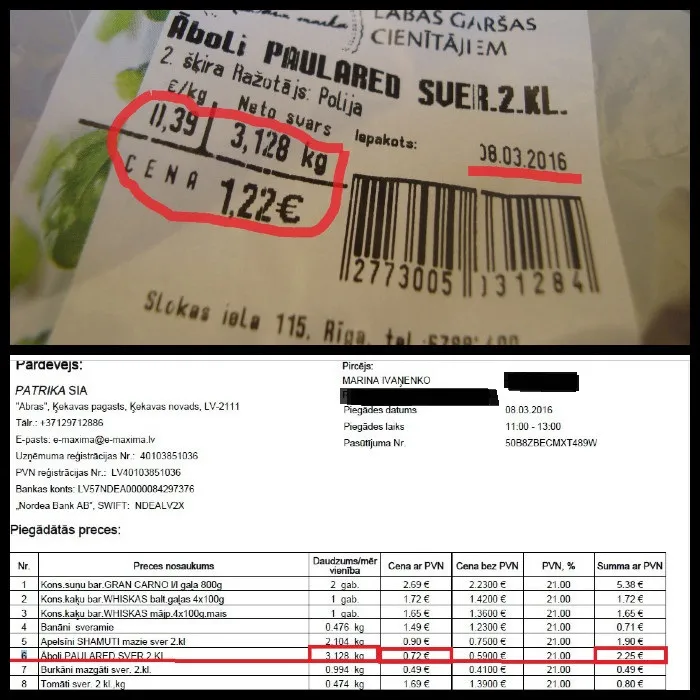 LABAS GARŠAS
CIENĪTĀJIEM
Āboli PAULARED SVER.2.KL.
2. šķira Ražotājs: Polija
€/kg Neto svars Iepakots:
0,39 3,128 kg 08.03.2016
CENA 1,22€
2773005 031284
Slokas iela 115, Rīga, tel.
Pārdevējs:
PATRIKA SIA
"Abras", Ķekavas pagasts, Ķekavas novads, LV-2111
Tālr.: +37129712886
E-pasts: e-maxima@e-maxima.lv
Uzņēmuma reģistrācijas Nr.: 40103851036
PVN reģistrācijas Nr.: LV40103851036
Bankas konts: LV57NDEA0000084297376
„Nordea Bank AB", SWIFT: NDEALV2X
Pircējs:
MARINA IVAŅENKO
Piegādes datums 08.03.2016
Piegādes laiks 11:00 - 13:00
Pasūtījuma Nr. 50B8ZBECMXT489W
Piegādātās preces:
Nr. Preces nosaukums Daudzums/mēr vienība Cena ar PVN Cena bez PVN PVN, % Summa ar PVN
1 Kons.suņu bar.GRAN CARNO l/l gaļa 800g 2 gab. 2.69 € 2.2300 € 21.00 5.38 €
2 Kons.kaķu bar.WHISKAS balt.gaļas 4x100g 1 gab. 1.72 € 1.4200 € 21.00 1.72 €
3 Kons.kaķu bar.WHISKAS mājp.4x100g,mais 1 gab. 1.65 € 1.3600 € 21.00 1.65 €
4 Banāni sveramie 0.476 kg 1.49 € 1.2300 € 21.00 0.71 €
5 Apelsīni SHAMUTI mazie sver 2.kl 2.104 kg 0.90 € 0.7500 € 21.00 1.90 €
6 Āboli PAULARED SVER 2.KL 3.128 kg 0.72 € 0.5900 € 21.00 2.25 €
7 Burkāni mazgāti sver. 2.kl. 0.994 kg 0.49 € 0.4100 € 21.00 0.49 €
8 Tomāti sver. 2 kl.,kg 0.474 kg 1.69 € 1.3900 € 21.00 0.80 €